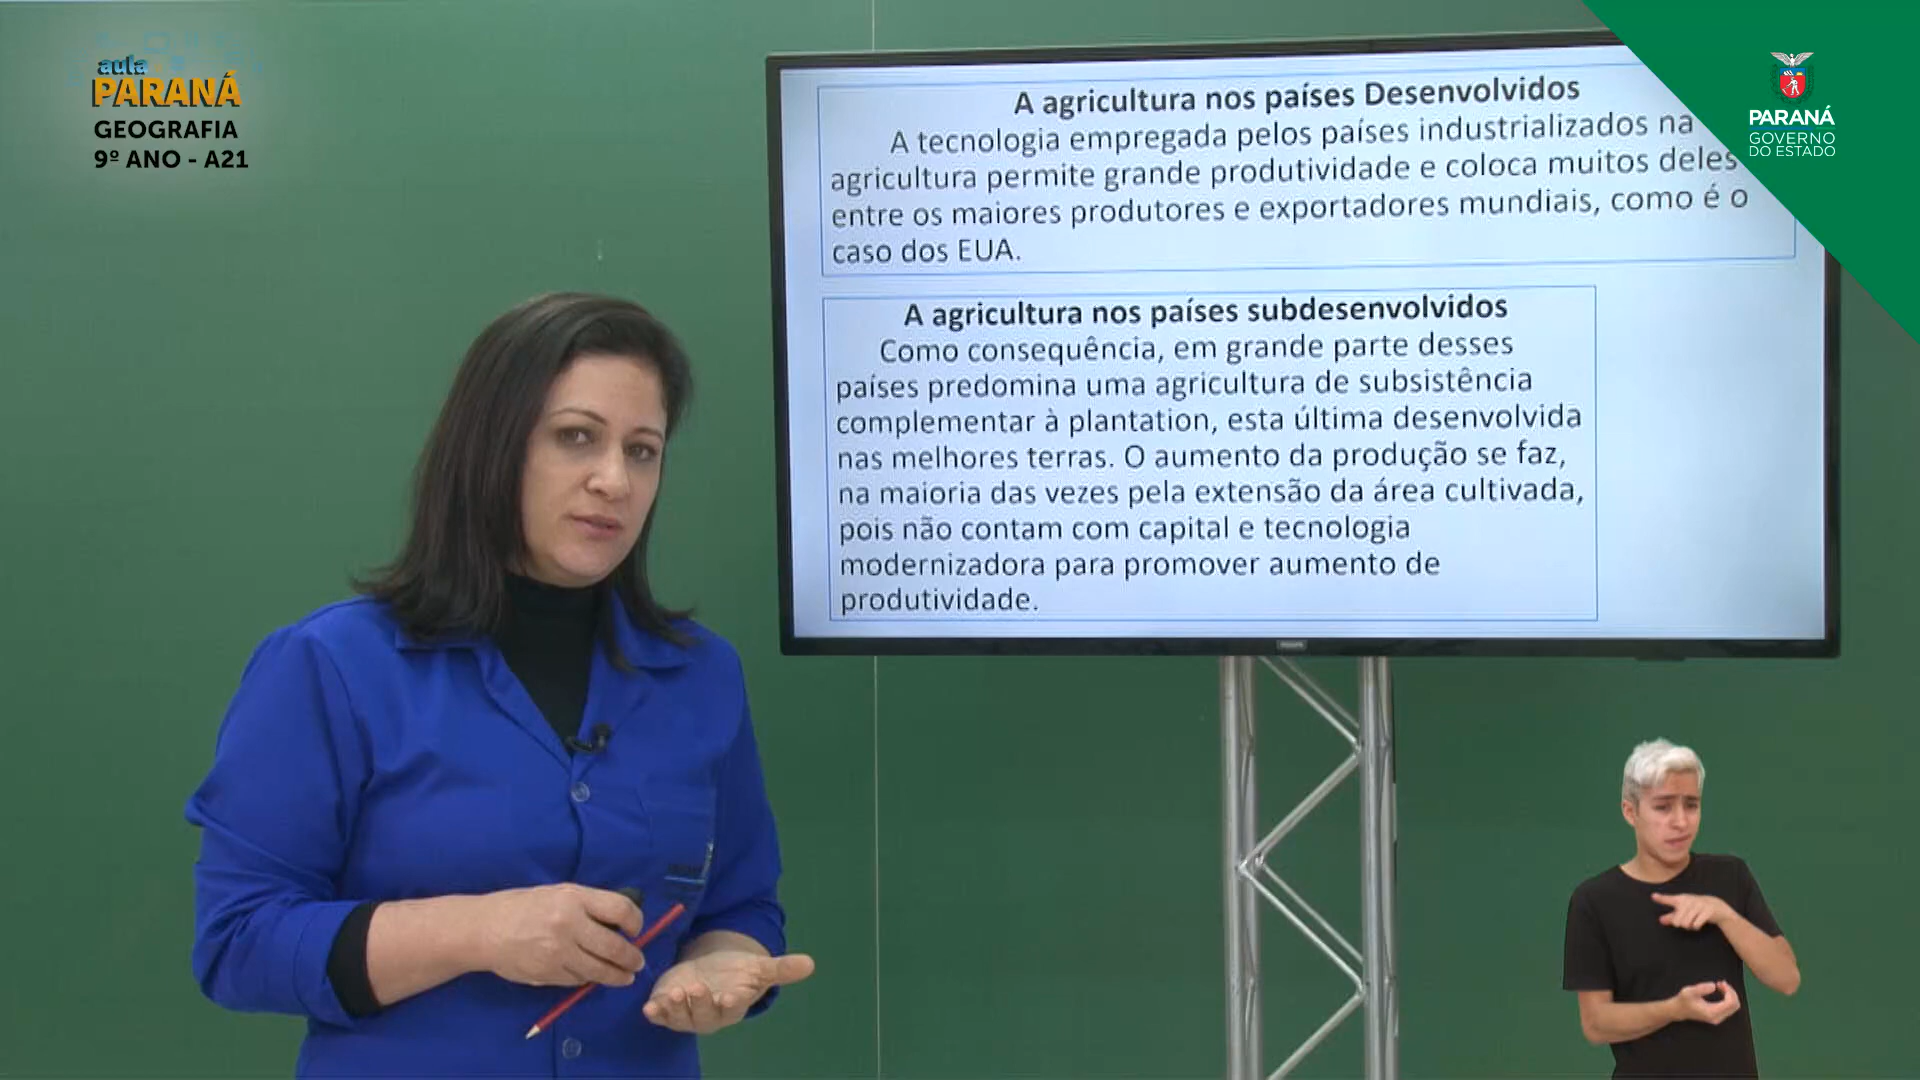 aula
PARANÁ
GEOGRAFIA
9º ANO - A21
A agricultura nos países Desenvolvidos
A tecnologia empregada pelos países industrializados na
agricultura permite grande produtividade e coloca muitos deles
entre os maiores produtores e exportadores mundiais, como é o
caso dos EUA.
A agricultura nos países subdesenvolvidos
Como consequência, em grande parte desses
países predomina uma agricultura de subsistência
complementar à plantation, esta última desenvolvida
nas melhores terras. O aumento da produção se faz,
na maioria das vezes pela extensão da área cultivada,
pois não contam com capital e tecnologia
modernizadora para promover aumento de
produtividade.
PARANÁ
GOVERNO
DO ESTADO